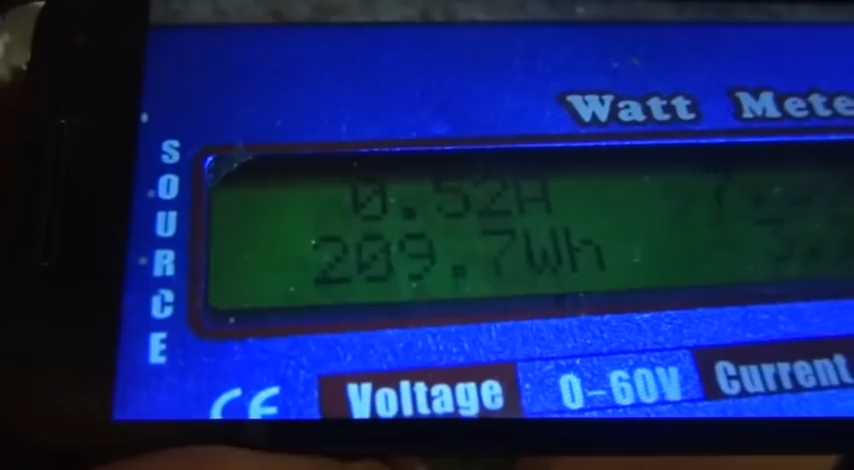 Watt Mete
SOURCE
0.52A
209.7Wh
CE
Voltage 0-60V Current